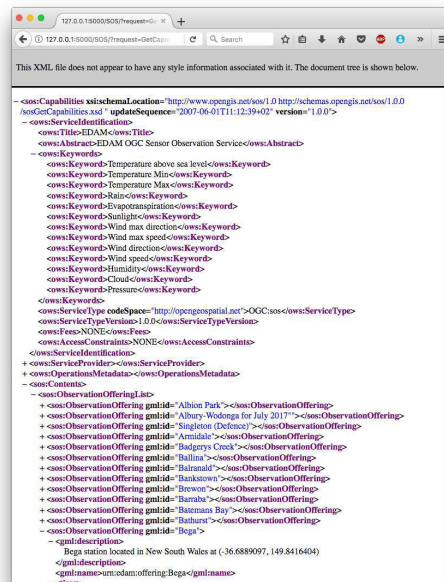 127.0.0.1:5000/SOS/?request=Ge
127.0.0.1:5000/SOS/?request=GetCap
Search
This XML file does not appear to have any style information associated with it. The document tree is shown below.
- <sos:Capabilities xsi:schemaLocation="http://www.opengis.net/sos/1.0 http://schemas.opengis.net/sos/1.0.0
/sosGetCapabilities.xsd " updateSequence="2007-06-01T11:12:39+02" version="1.0.0">
- <ows:ServiceIdentification>
<ows:Title>EDAM</ows:Title>
<ows:Abstract>EDAM OGC Sensor Observation Service</ows:Abstract>
- <ows:Keywords>
<ows:Keyword>Temperature above sea level</ows:Keyword>
<ows:Keyword>Temperature Min</ows:Keyword>
<ows:Keyword>Temperature Max</ows:Keyword>
<ows:Keyword>Rain</ows:Keyword>
<ows:Keyword>Evapotranspiration</ows:Keyword>
<ows:Keyword>Sunlight</ows:Keyword>
<ows:Keyword>Wind max direction</ows:Keyword>
<ows:Keyword>Wind max speed</ows:Keyword>
<ows:Keyword>Wind direction</ows:Keyword>
<ows:Keyword>Wind speed</ows:Keyword>
<ows:Keyword>Humidity</ows:Keyword>
<ows:Keyword>Cloud</ows:Keyword>
<ows:Keyword>Pressure</ows:Keyword>
</ows:Keywords>
<ows:ServiceType codeSpace="http://opengeospatial.net">OGC:sos</ows:ServiceType>
<ows:ServiceTypeVersion>1.0.0</ows:ServiceTypeVersion>
<ows:Fees>NONE</ows:Fees>
<ows:AccessConstraints>NONE</ows:AccessConstraints>
</ows:ServiceIdentification>
+ <ows:ServiceProvider></ows:ServiceProvider>
+ <ows:OperationsMetadata></ows:OperationsMetadata>
- <sos:Contents>
- <sos:ObservationOfferingList>
+ <sos:ObservationOffering gml:id="Albion Park"></sos:ObservationOffering>
+ <sos:ObservationOffering gml:id="Albury-Wodonga for July 2017""></sos:ObservationOffering>
+ <sos:ObservationOffering gml:id="Singleton (Defence)"></sos:ObservationOffering>
+ <sos:ObservationOffering gml:id="Armidale"></sos:ObservationOffering>
+ <sos:ObservationOffering gml:id="Badgerys Creek"></sos:ObservationOffering>
+ <sos:ObservationOffering gml:id="Ballina"></sos:ObservationOffering>
+ <sos:ObservationOffering gml:id="Balranald"></sos:ObservationOffering>
+ <sos:ObservationOffering gml:id="Bankstown"></sos:ObservationOffering>
+ <sos:ObservationOffering gml:id="Brewon"></sos:ObservationOffering>
+ <sos:ObservationOffering gml:id="Barraba"></sos:ObservationOffering>
+ <sos:ObservationOffering gml:id="Batemans Bay"></sos:ObservationOffering>
+ <sos:ObservationOffering gml:id="Bathurst"></sos:ObservationOffering>
- <sos:ObservationOffering gml:id="Bega">
- <gml:description>
Bega station located in New South Wales at (-36.6889097, 149.8416404)
</gml:description>
<gml:name>urn:edam:offering:Bega</gml:name>